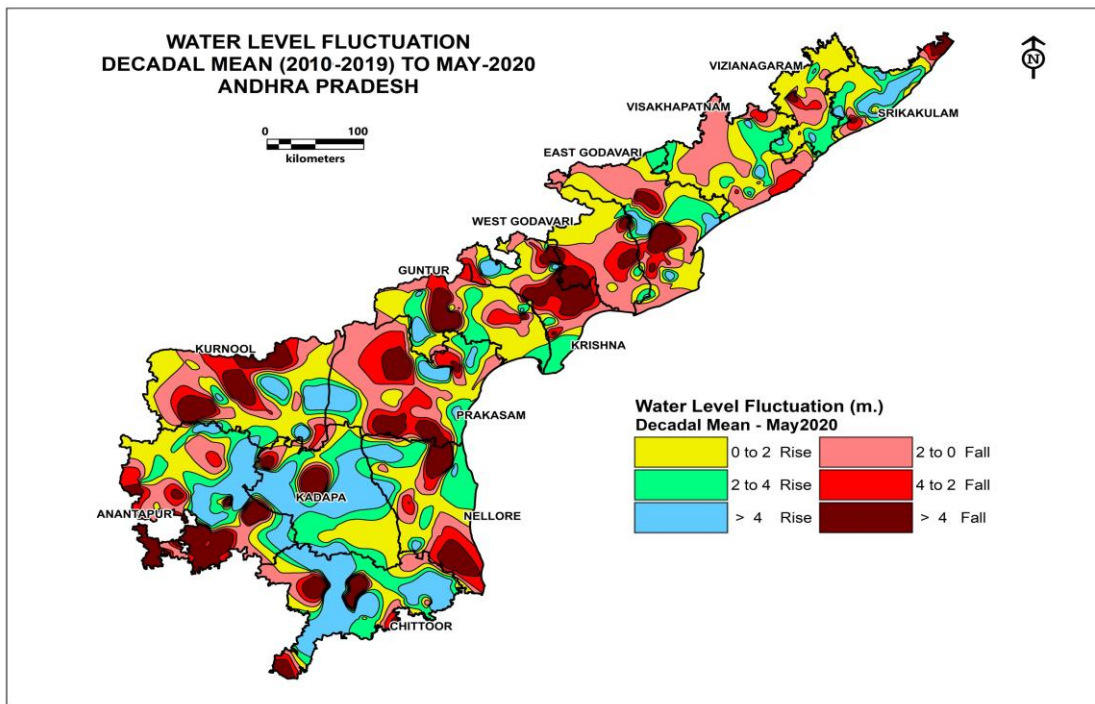 WATER LEVEL FLUCTUATION
DECADAL MEAN (2010-2019) TO MAY-2020
ANDHRA PRADESH
0 100
kilometers
N
VIZIANAGARAM
VISAKHAPATNAM
SRIKAKULAM
EAST GODAVARI
WEST GODAVARI
GUNTUR
KRISHNA
KURNOOL
PRAKASAM
KADAPA
ANANTAPUR
NELLORE
CHITTOOR
Water Level Fluctuation (m.)
Decadal Mean - May2020
0 to 2 Rise 2 to 0 Fall
2 to 4 Rise 4 to 2 Fall
> 4 Rise > 4 Fall